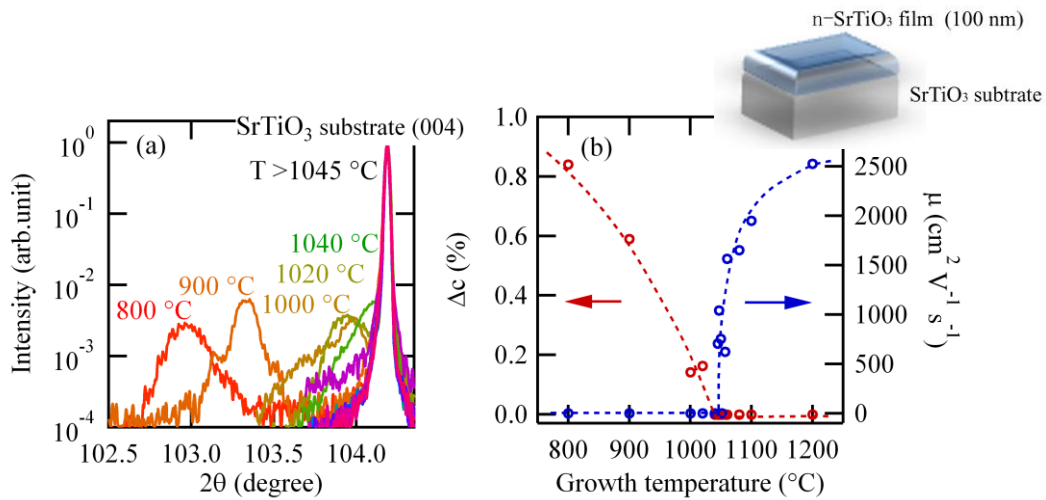 n−SrTiO₃ film (100 nm)
SrTiO₃ subtrate
(a)
SrTiO₃ substrate (004)
T >1045 °C
1040 °C
1020 °C
1000 °C
900 °C
800 °C
10⁰
10⁻¹
10⁻²
10⁻³
10⁻⁴
Intensity (arb.unit)
102.5 103.0 103.5 104.0
2θ (degree)
(b)
1.0
0.8
0.6
0.4
0.2
0.0
Δc (%)
2500
2000
1500
1000
500
0
μ (cm² V⁻¹ s⁻¹)
800 900 1000 1100 1200
Growth temperature (°C)